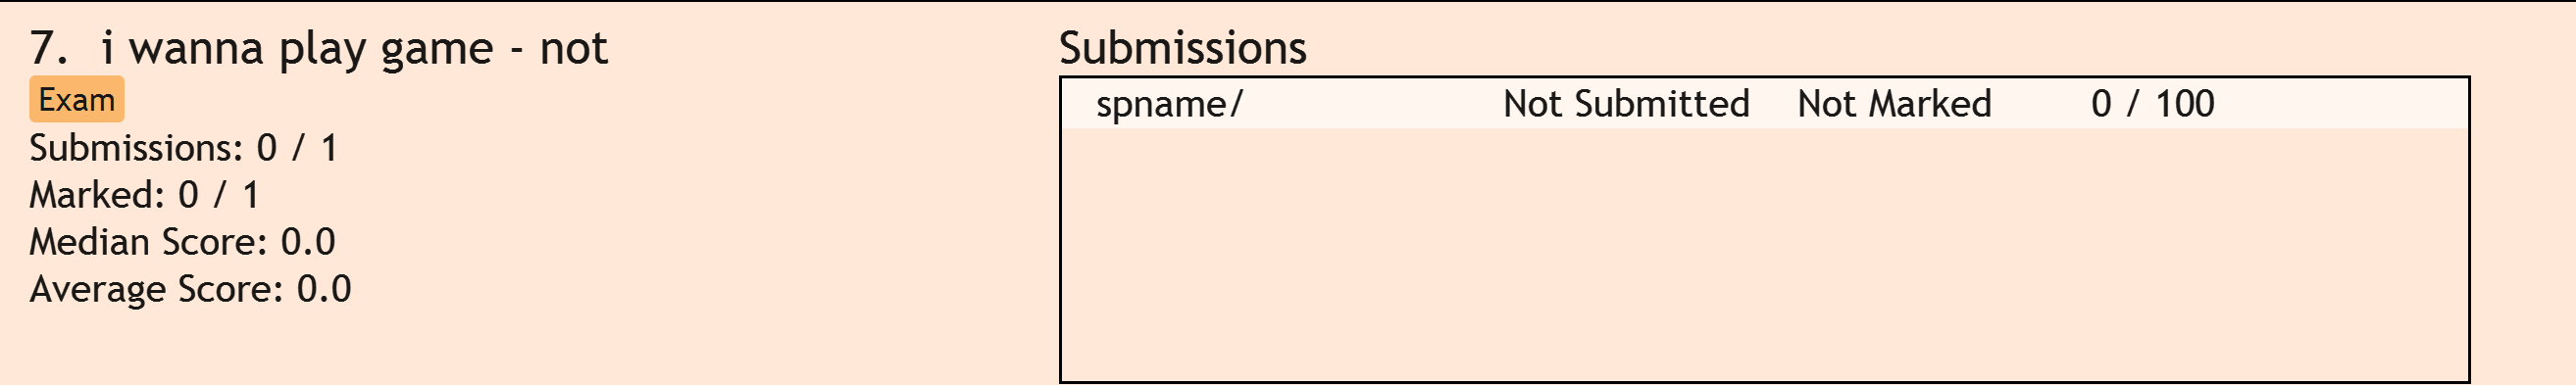 7. i wanna play game - not
Exam
Submissions: 0 / 1
Marked: 0 / 1
Median Score: 0.0
Average Score: 0.0
Submissions
spname/ Not Submitted Not Marked 0 / 100